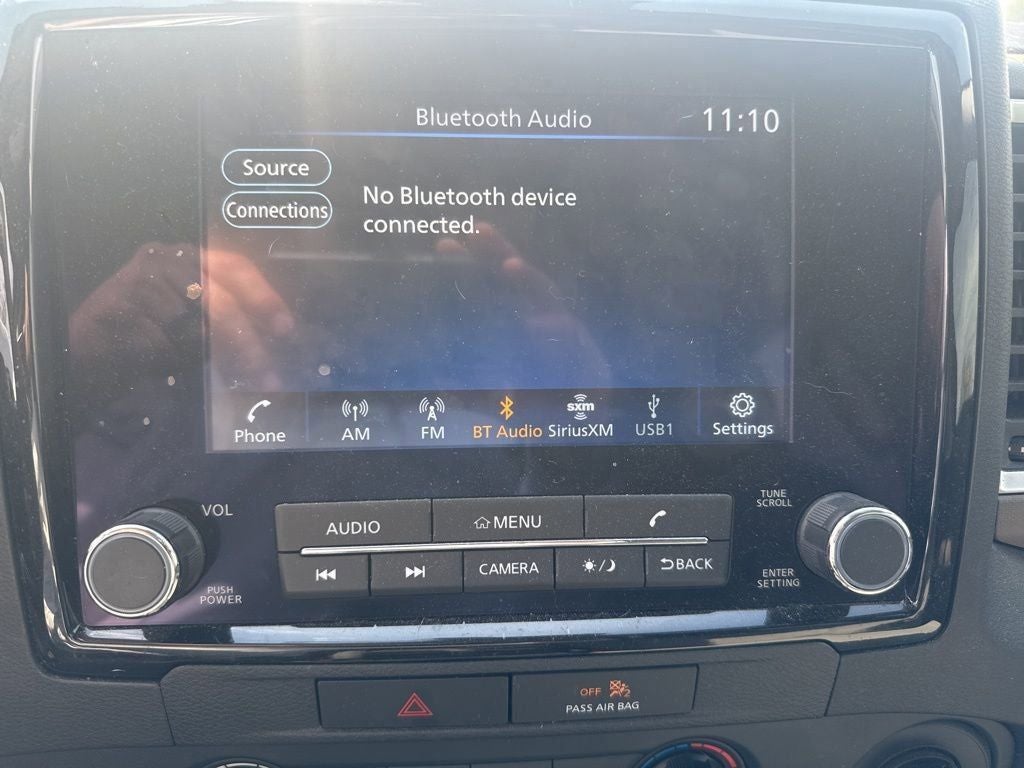 Bluetooth Audio 11:10
Source
Connections
No Bluetooth device
connected.
Phone AM FM BT Audio SiriusXM USB1 Settings
sxm
VOL
PUSH
POWER
AUDIO MENU
CAMERA / BACK
TUNE
SCROLL
ENTER
SETTING
OFF 2
PASS AIR BAG